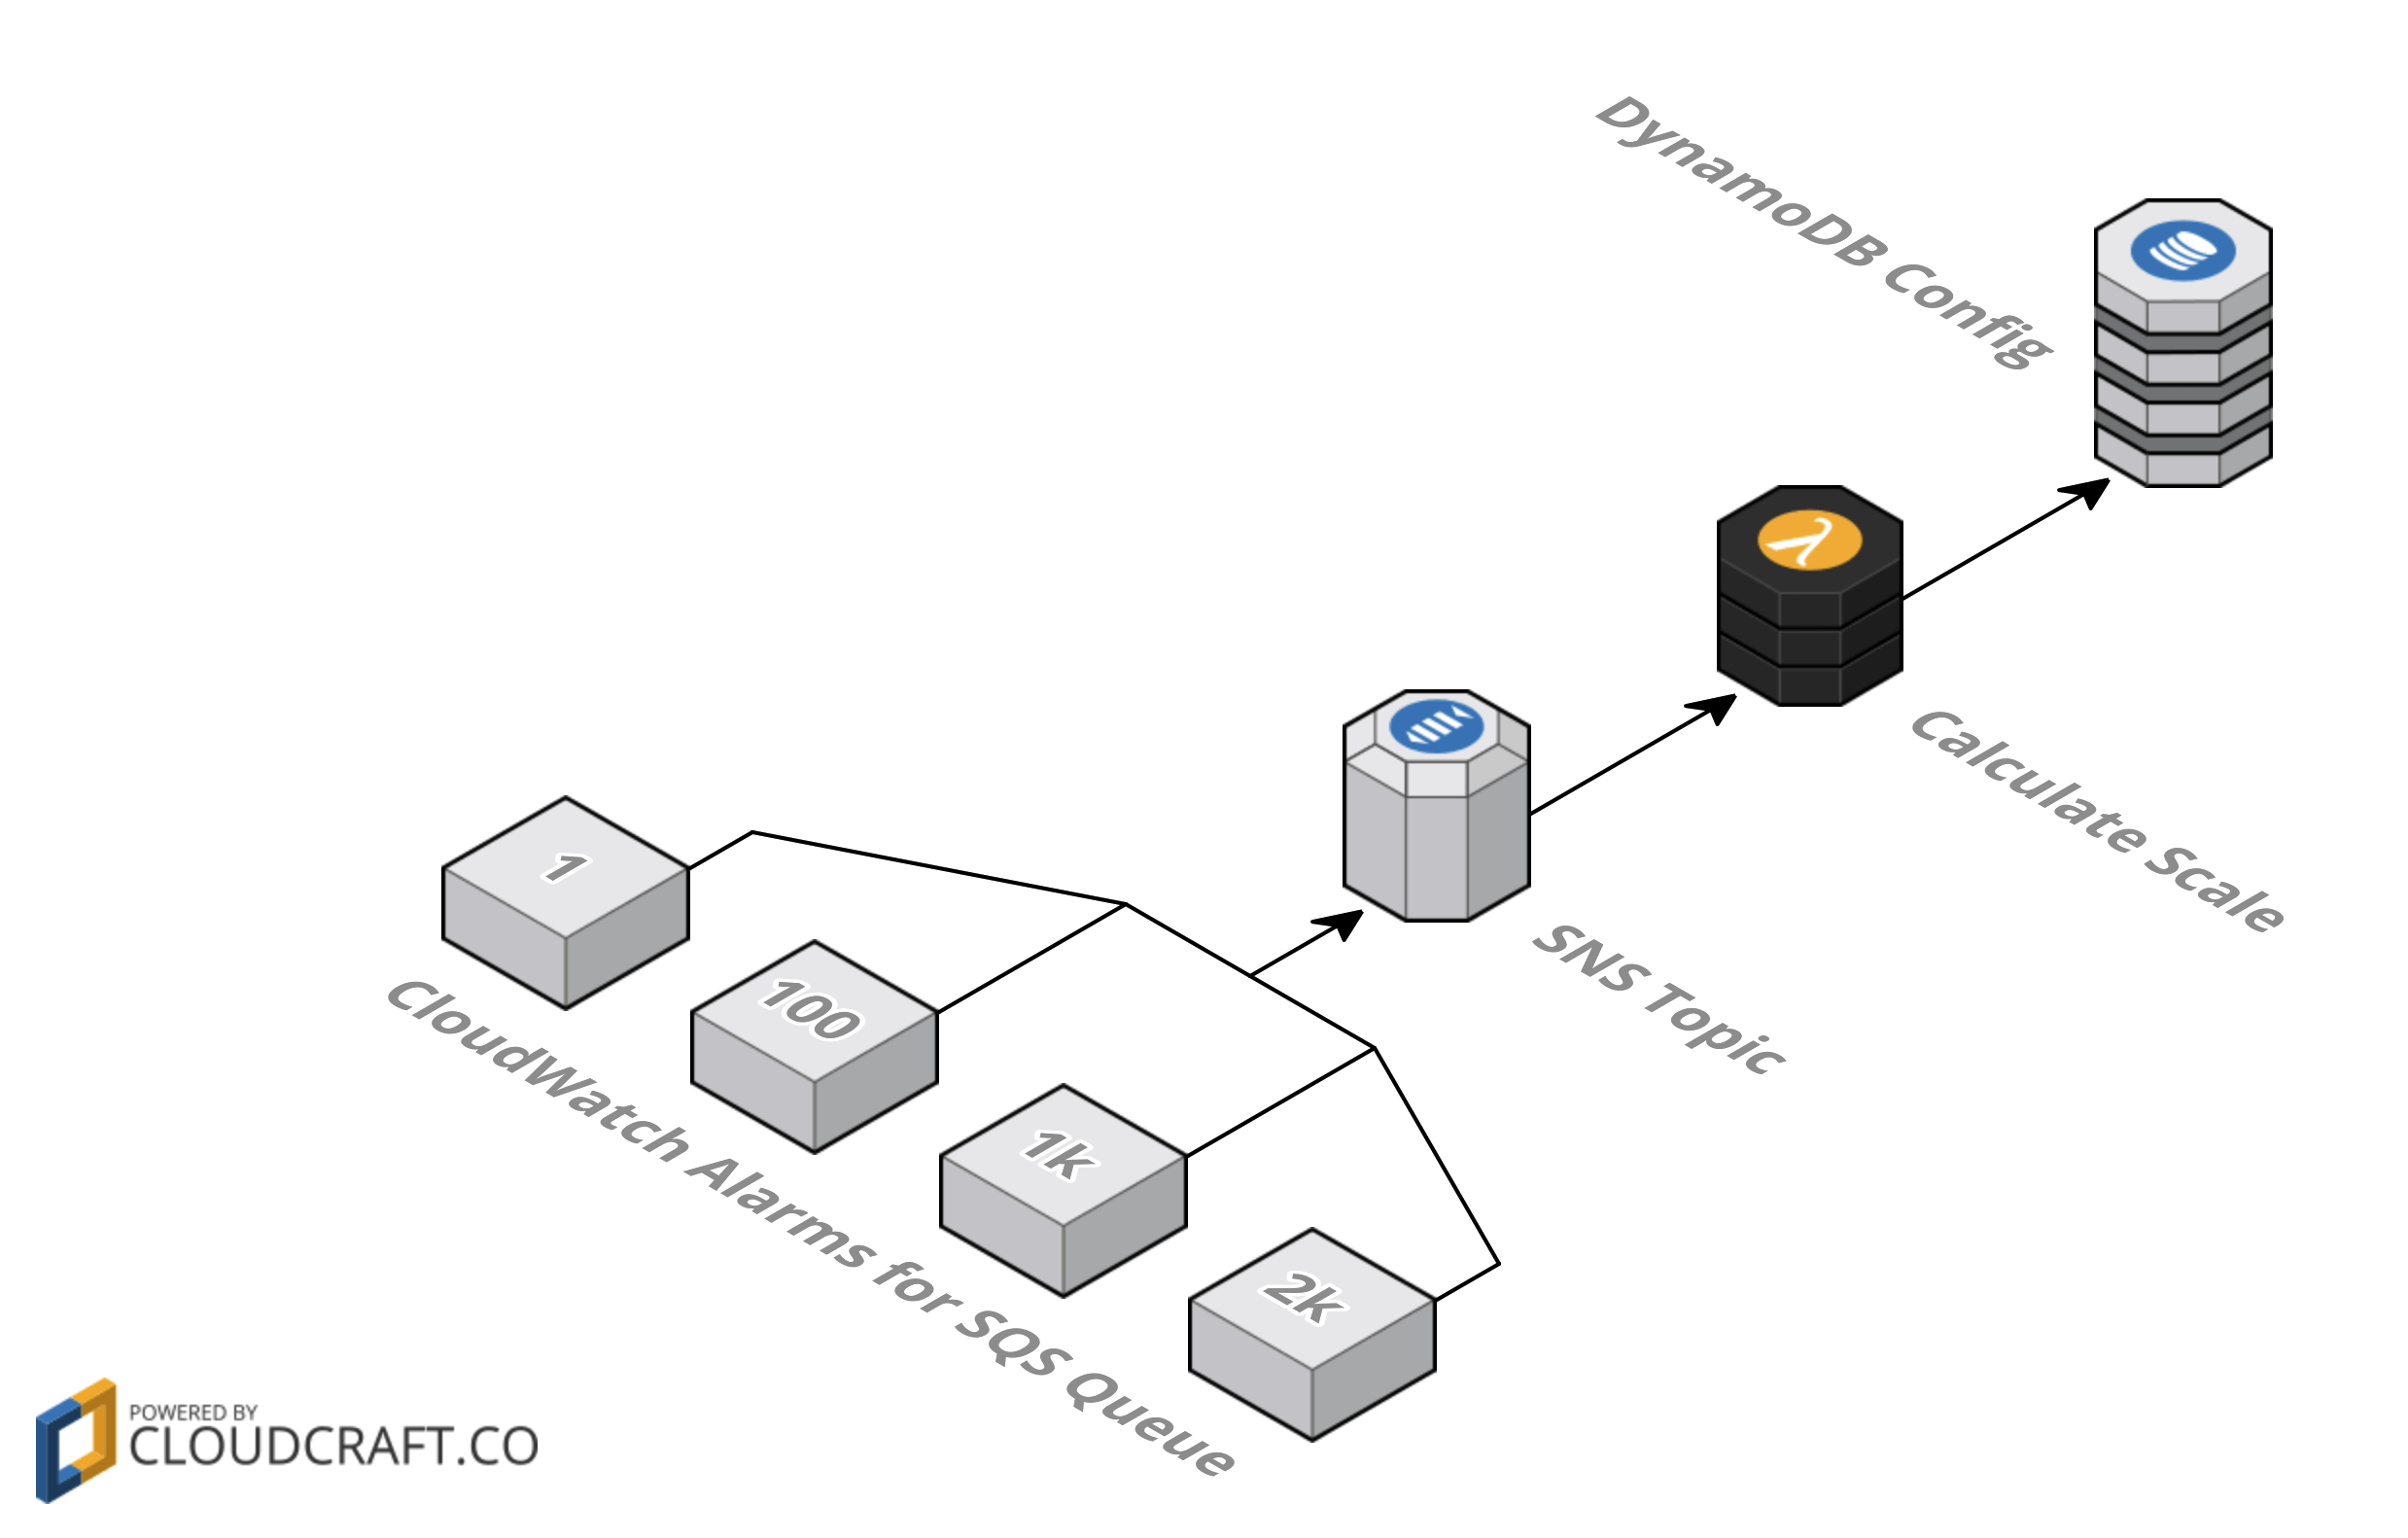 DynamoDB Config
Calculate Scale
SNS Topic
1
100
1k
2k
CloudWatch Alarms for SQS Queue
POWERED BY
CLOUDCRAFT.CO